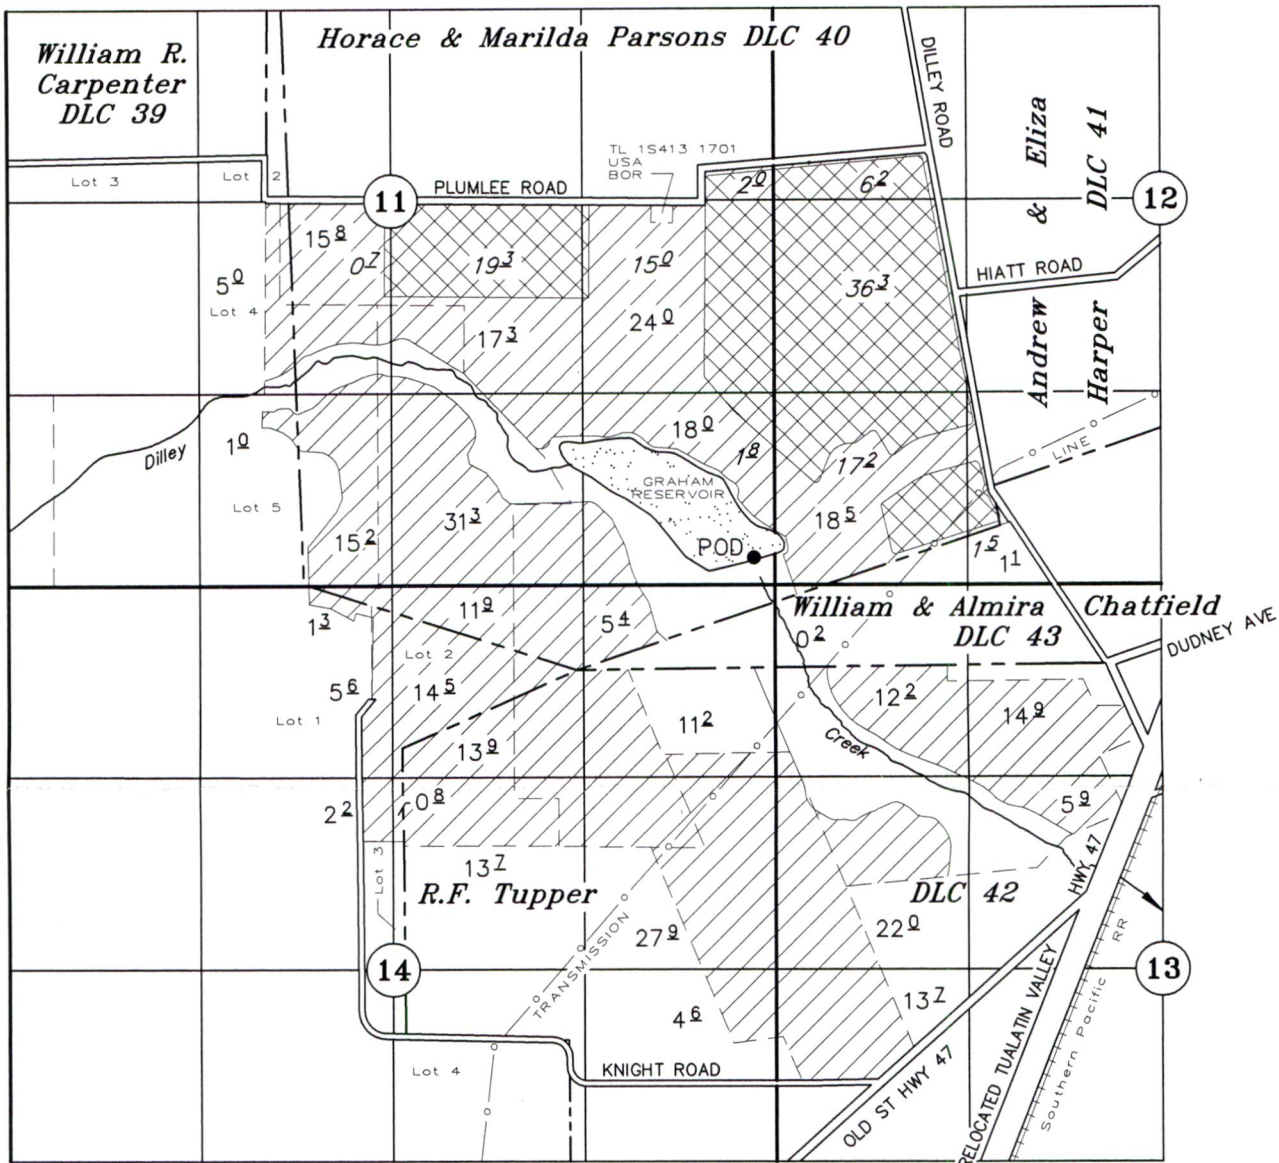 William R.
Carpenter
DLC 39
Horace & Marilda Parsons DLC 40
DILLEY ROAD
& Eliza
DLC 41
Andrew
Harper
TL 1S413 1701
USA
BOR
Lot 3
Lot 2
PLUMLEE ROAD
11
12
2 0
6 2
15 8
0 7
19 3
15 0
36 3
HIATT ROAD
5 0
Lot 4
17 3
24 0
Dilley
1 0
18 0
1 8
17 2
LINE
GRAHAM
RESERVOIR
Lot 5
31 3
15 2
18 5
POD
1 5
1 1
William & Almira Chatfield
DLC 43
DUDNEY AVE
1 3
11 9
5 4
0 2
Lot 2
5 6
14 5
Lot 1
11 2
12 2
14 9
13 9
Creek
2 2
0 8
5 9
Lot 3
13 7
HWY 47
R.F. Tupper
DLC 42
TRANSMISSION
27 9
22 0
RR
14
13
4 6
13 7
Southern Pacific
RELOCATED TUALATIN VALLEY
Lot 4
KNIGHT ROAD
OLD ST HWY 47